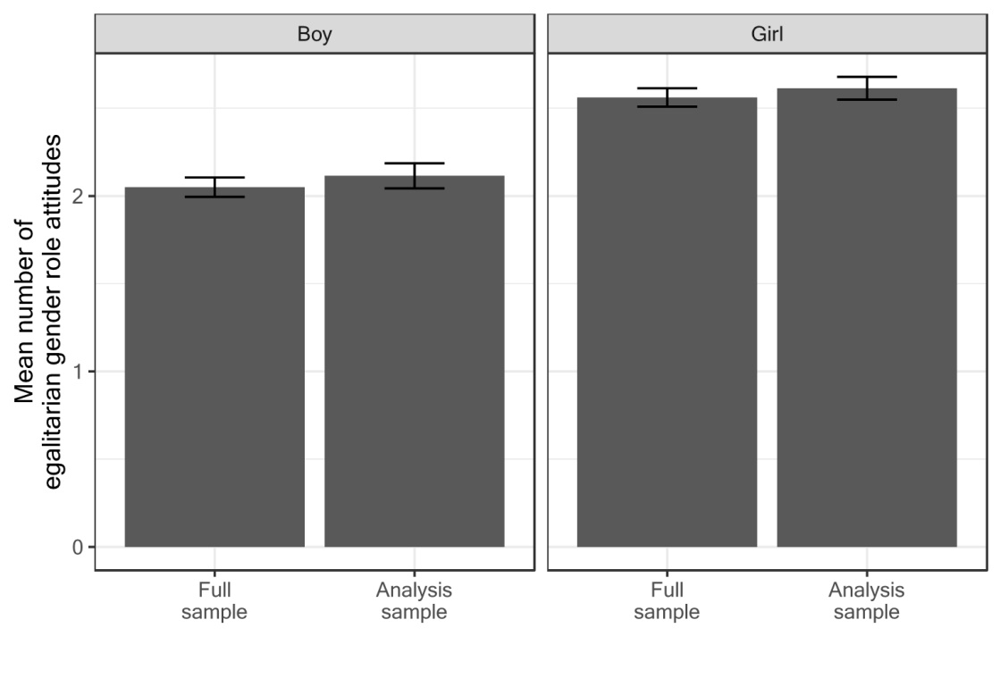 Boy
Girl
Mean number of
egalitarian gender role attitudes
2
1
0
Full
sample
Analysis
sample
Full
sample
Analysis
sample